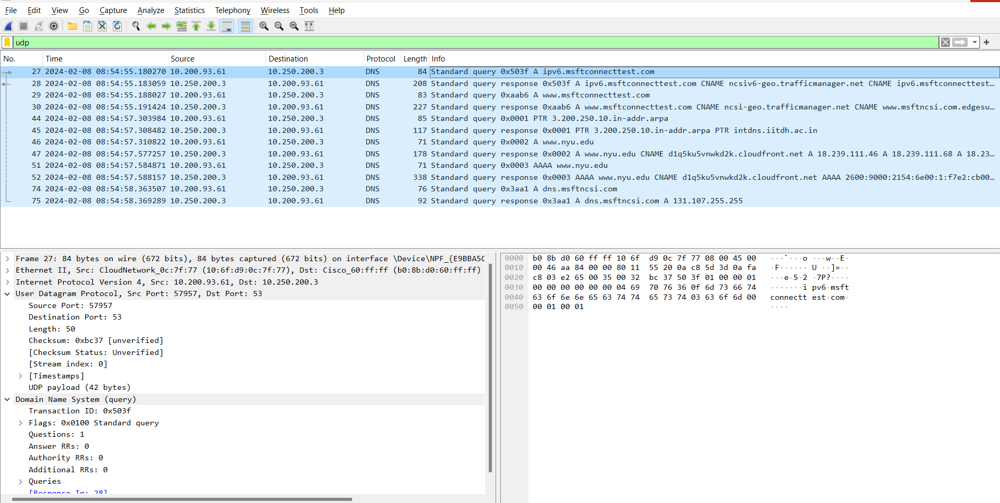 File Edit View Go Capture Analyze Statistics Telephony Wireless Tools Help
udp
No. Time Source Destination Protocol Length Info
27 2024-02-08 08:54:55.180270 10.200.93.61 10.250.200.3 DNS 84 Standard query 0x503f A ipv6.msftconnecttest.com
28 2024-02-08 08:54:55.183059 10.250.200.3 10.200.93.61 DNS 208 Standard query response 0x503f A ipv6.msftconnecttest.com CNAME ncsiv6-geo.trafficmanager.net CNAME ipv6.msftconnecttest…
29 2024-02-08 08:54:55.188027 10.200.93.61 10.250.200.3 DNS 83 Standard query 0xaab6 A www.msftconnecttest.com
30 2024-02-08 08:54:55.191424 10.250.200.3 10.200.93.61 DNS 227 Standard query response 0xaab6 A www.msftconnecttest.com CNAME ncsi-geo.trafficmanager.net CNAME www.msftncsi.com.edgesu…
44 2024-02-08 08:54:57.303984 10.200.93.61 10.250.200.3 DNS 85 Standard query 0x0001 PTR 3.200.250.10.in-addr.arpa
45 2024-02-08 08:54:57.308482 10.250.200.3 10.200.93.61 DNS 117 Standard query response 0x0001 PTR 3.200.250.10.in-addr.arpa PTR intdns.iitdh.ac.in
46 2024-02-08 08:54:57.310822 10.200.93.61 10.250.200.3 DNS 71 Standard query 0x0002 A www.nyu.edu
47 2024-02-08 08:54:57.577257 10.250.200.3 10.200.93.61 DNS 178 Standard query response 0x0002 A www.nyu.edu CNAME d1q5ku5vnwkd2k.cloudfront.net A 18.239.111.46 A 18.239.111.68 A 18.23…
51 2024-02-08 08:54:57.584871 10.200.93.61 10.250.200.3 DNS 71 Standard query 0x0003 AAAA www.nyu.edu
52 2024-02-08 08:54:57.588157 10.250.200.3 10.200.93.61 DNS 338 Standard query response 0x0003 AAAA www.nyu.edu CNAME d1q5ku5vnwkd2k.cloudfront.net AAAA 2600:9000:2154:6e00:1:f7e2:cb00…
74 2024-02-08 08:54:58.363507 10.200.93.61 10.250.200.3 DNS 76 Standard query 0x3aa1 A dns.msftncsi.com
75 2024-02-08 08:54:58.369289 10.250.200.3 10.200.93.61 DNS 92 Standard query response 0x3aa1 A dns.msftncsi.com A 131.107.255.255
Frame 27: 84 bytes on wire (672 bits), 84 bytes captured (672 bits) on interface \Device\NPF_{E9BBA5C
Ethernet II, Src: CloudNetwork_0c:7f:77 (10:6f:d9:0c:7f:77), Dst: Cisco_60:ff:ff (b0:8b:d0:60:ff:ff)
Internet Protocol Version 4, Src: 10.200.93.61, Dst: 10.250.200.3
User Datagram Protocol, Src Port: 57957, Dst Port: 53
Source Port: 57957
Destination Port: 53
Length: 50
Checksum: 0xbc37 [unverified]
[Checksum Status: Unverified]
[Stream index: 0]
[Timestamps]
UDP payload (42 bytes)
Domain Name System (query)
Transaction ID: 0x503f
Flags: 0x0100 Standard query
Questions: 1
Answer RRs: 0
Authority RRs: 0
Additional RRs: 0
Queries
[Response In: 28]
0000 b0 8b d0 60 ff ff 10 6f d9 0c 7f 77 08 00 45 00 ···`···o ···w··E·
0010 00 46 aa 84 00 00 80 11 55 20 0a c8 5d 3d 0a fa ·F······ U ··]=··
0020 c8 03 e2 65 00 35 00 32 bc 37 50 3f 01 00 00 01 ···e·5·2 ·7P?····
0030 00 00 00 00 00 00 04 69 70 76 36 0f 6d 73 66 74 ·······i pv6·msft
0040 63 6f 6e 6e 65 63 74 74 65 73 74 03 63 6f 6d 00 connectt est·com·
0050 00 01 00 01 ····